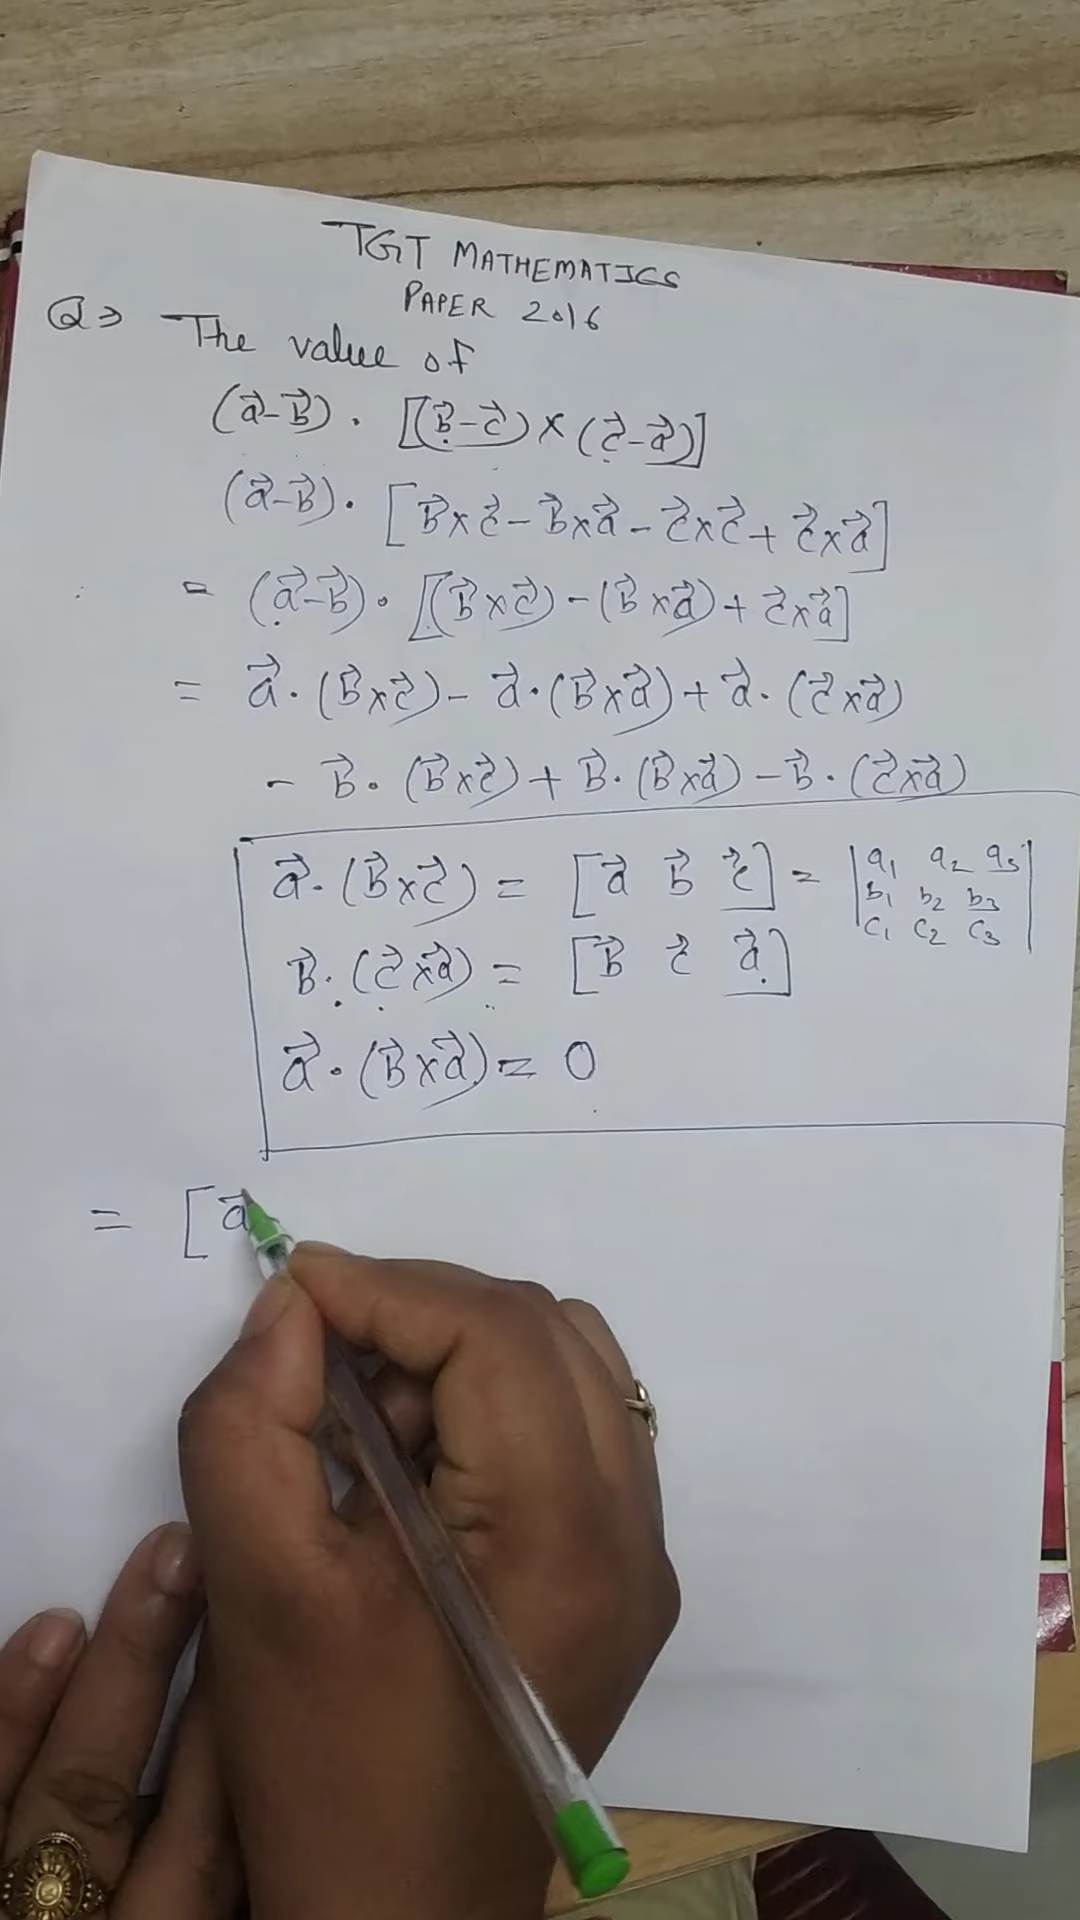 TGT MATHEMATICS
PAPER 2016
Q⇒ The value of
(a⃗-b⃗) · [(b⃗-c⃗) × (c⃗-a⃗)]
(a⃗-b⃗) · [b⃗×c⃗ - b⃗×a⃗ - c⃗×c⃗ + c⃗×a⃗]
= (a⃗-b⃗) · [(b⃗×c⃗) - (b⃗×a⃗) + c⃗×a⃗]
= a⃗ · (b⃗×c⃗) - a⃗ · (b⃗×a⃗) + a⃗ · (c⃗×a⃗)
- b⃗ · (b⃗×c⃗) + b⃗ · (b⃗×a⃗) - b⃗ · (c⃗×a⃗)
a⃗ · (b⃗×c⃗) = [a⃗ b⃗ c⃗] = | a₁ a₂ a₃
b₁ b₂ b₃
c₁ c₂ c₃ |
b⃗ · (c⃗×a⃗) = [b⃗ c⃗ a⃗]
a⃗ · (b⃗×a⃗) = 0
= [a⃗